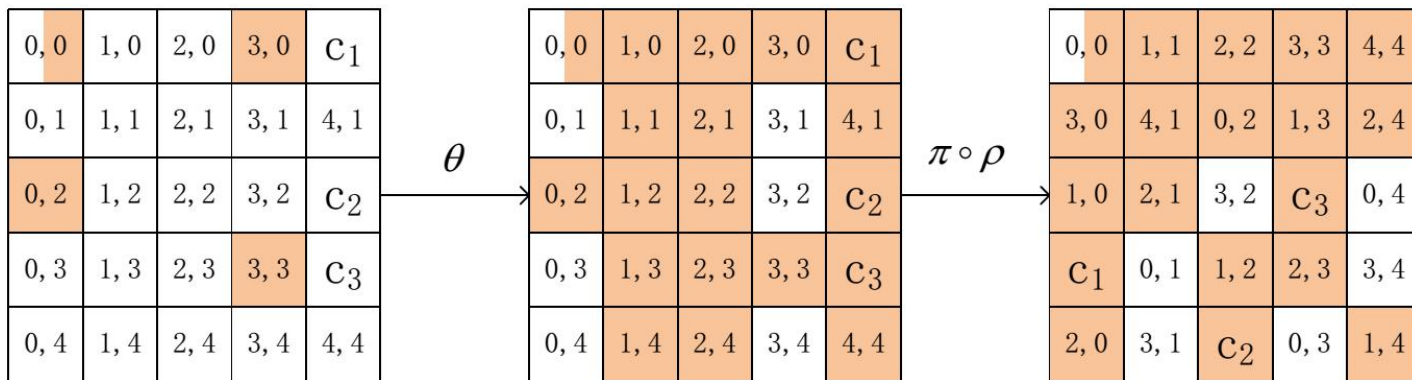 0, 0 1, 0 2, 0 3, 0 C1
0, 1 1, 1 2, 1 3, 1 4, 1
0, 2 1, 2 2, 2 3, 2 C2
0, 3 1, 3 2, 3 3, 3 C3
0, 4 1, 4 2, 4 3, 4 4, 4
θ
0, 0 1, 0 2, 0 3, 0 C1
0, 1 1, 1 2, 1 3, 1 4, 1
0, 2 1, 2 2, 2 3, 2 C2
0, 3 1, 3 2, 3 3, 3 C3
0, 4 1, 4 2, 4 3, 4 4, 4
π∘ρ
0, 0 1, 1 2, 2 3, 3 4, 4
3, 0 4, 1 0, 2 1, 3 2, 4
1, 0 2, 1 3, 2 C3 0, 4
C1 0, 1 1, 2 2, 3 3, 4
2, 0 3, 1 C2 0, 3 1, 4